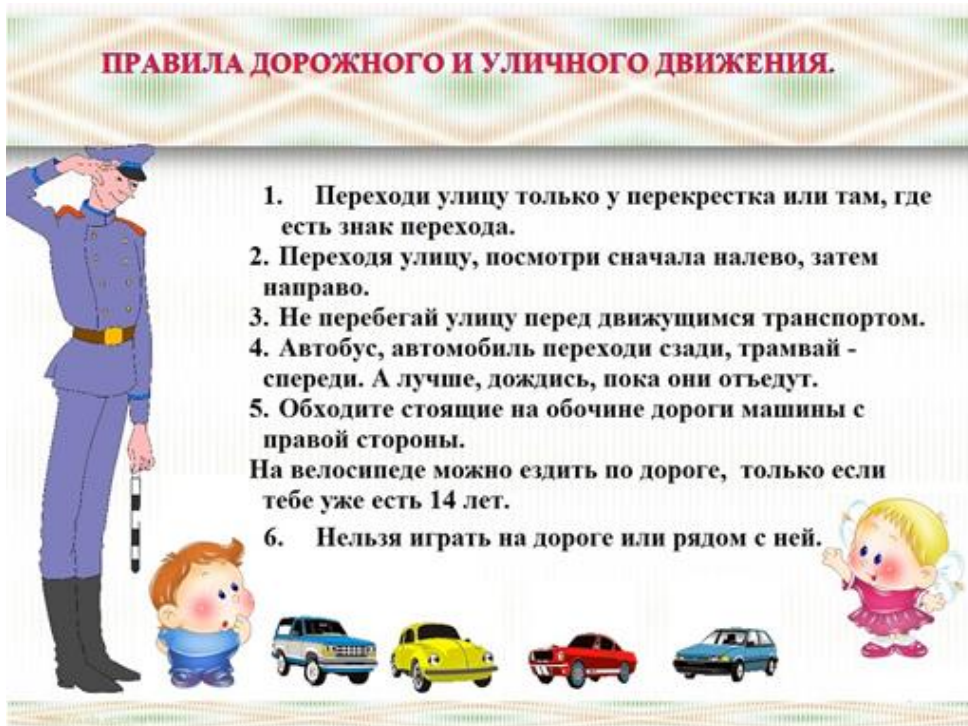 ПРАВИЛА ДОРОЖНОГО И УЛИЧНОГО ДВИЖЕНИЯ.
1. Переходи улицу только у перекрестка или там, где
есть знак перехода.
2. Переходя улицу, посмотри сначала налево, затем
направо.
3. Не перебегай улицу перед движущимся транспортом.
4. Автобус, автомобиль переходи сзади, трамвай -
спереди. А лучше, дождись, пока они отъедут.
5. Обходите стоящие на обочине дороги машины с
правой стороны.
На велосипеде можно ездить по дороге, только если
тебе уже есть 14 лет.
6. Нельзя играть на дороге или рядом с ней.